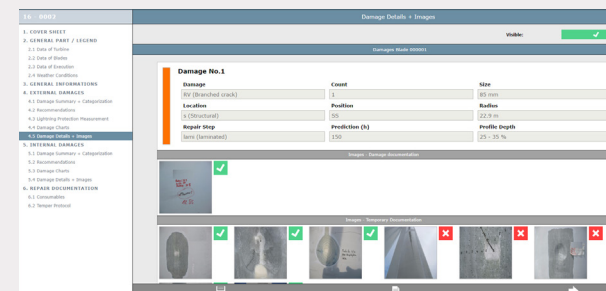 16 - 0003
Damage Details + Images
Visible:
1. COVER SHEET
2. GENERAL PART / LEGEND
2.1 Data of Turbine
2.2 Data of Blades
2.3 Data of Execution
2.4 Weather Conditions
3. GENERAL INFORMATIONS
4. EXTERNAL DAMAGES
4.1 Damage Summary + Categorization
4.2 Recommendations
4.3 Lightning Protection Measurement
4.4 Damage Charts
4.5 Damage Details + Images
5. INTERNAL DAMAGES
5.1 Damage Summary + Categorization
5.2 Recommendations
5.3 Damage Charts
5.4 Damage Details + Images
6. REPAIR DOCUMENTATION
6.1 Consumables
6.2 Temper Protocol
Damages Blade 000001
Damage No.1
Damage Count Size
RV (Branched crack) 1 85 mm
Location Position Radius
a (Structural) 55 22.9 m
Repair Step Prediction (h) Profile Depth
lami (laminated) 150 25 - 35 %
Images - Damage documentation
Images - Temporary Documentation